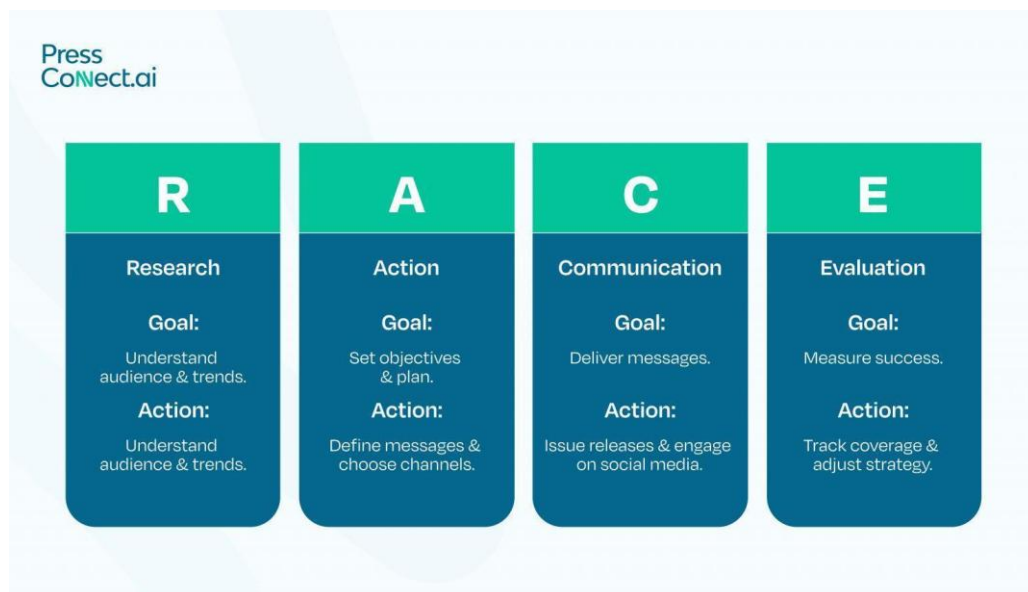 Press
Connect.ai
R
Research
Goal:
Understand
audience & trends.
Action:
Understand
audience & trends.
A
Action
Goal:
Set objectives
& plan.
Action:
Define messages &
choose channels.
C
Communication
Goal:
Deliver messages.
Action:
Issue releases & engage
on social media.
E
Evaluation
Goal:
Measure success.
Action:
Track coverage &
adjust strategy.